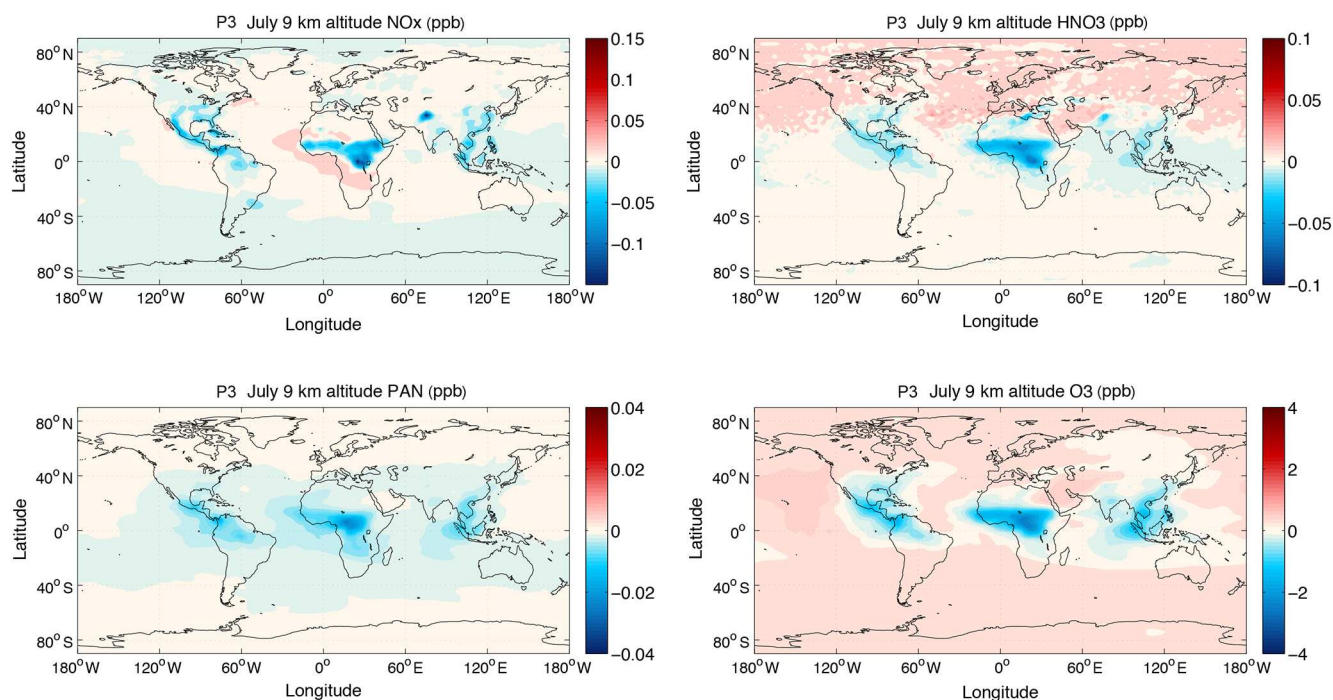 P3 July 9 km altitude NOx (ppb)
80°N
40°N
0°
40°S
80°S
Latitude
180°W 120°W 60°W 0° 60°E 120°E 180°W
Longitude
0.15
0.1
0.05
0
−0.05
−0.1
P3 July 9 km altitude HNO3 (ppb)
80°N
40°N
0°
40°S
80°S
Latitude
180°W 120°W 60°W 0° 60°E 120°E 180°W
Longitude
0.1
0.05
0
−0.05
−0.1
P3 July 9 km altitude PAN (ppb)
80°N
40°N
0°
40°S
80°S
Latitude
180°W 120°W 60°W 0° 60°E 120°E 180°W
Longitude
0.04
0.02
0
−0.02
−0.04
P3 July 9 km altitude O3 (ppb)
80°N
40°N
0°
40°S
80°S
Latitude
180°W 120°W 60°W 0° 60°E 120°E 180°W
Longitude
4
2
0
−2
−4